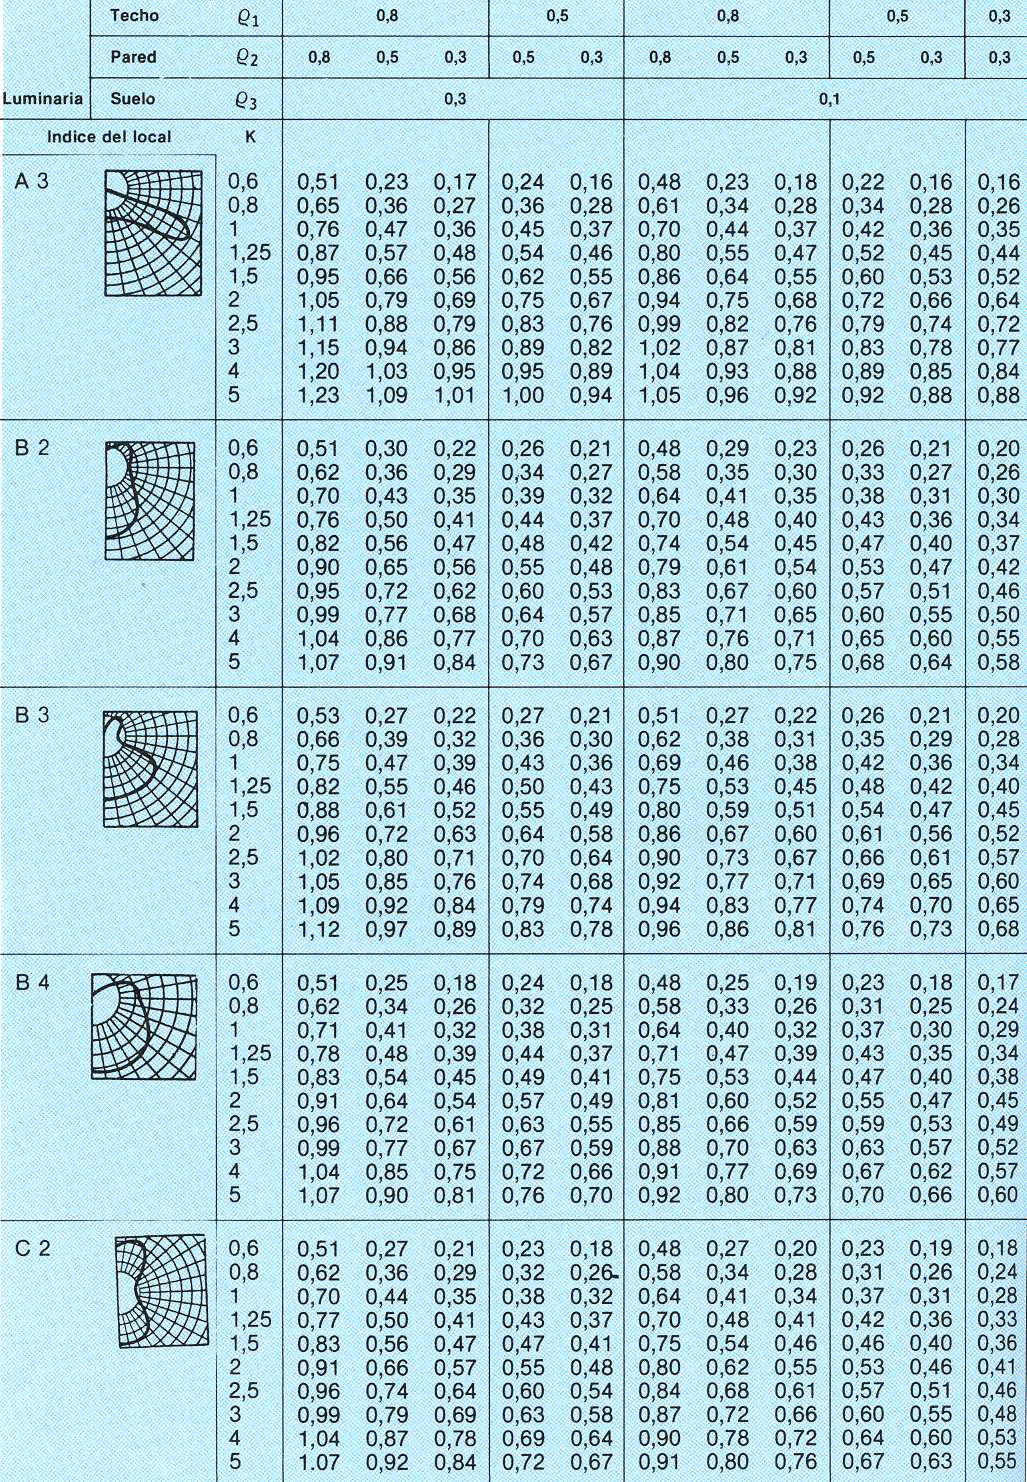 Techo ϱ1 0,8 0,5 0,8 0,5 0,3
Pared ϱ2 0,8 0,5 0,3 0,5 0,3 0,8 0,5 0,3 0,5 0,3 0,3
Luminaria Suelo ϱ3 0,3 0,1
Indice del local K
A 3 0,6 0,51 0,23 0,17 0,24 0,16 0,48 0,23 0,18 0,22 0,16 0,16
0,8 0,65 0,36 0,27 0,36 0,28 0,61 0,34 0,28 0,34 0,28 0,26
1 0,76 0,47 0,36 0,45 0,37 0,70 0,44 0,37 0,42 0,36 0,35
1,25 0,87 0,57 0,48 0,54 0,46 0,80 0,55 0,47 0,52 0,45 0,44
1,5 0,95 0,66 0,56 0,62 0,55 0,86 0,64 0,55 0,60 0,53 0,52
2 1,05 0,79 0,69 0,75 0,67 0,94 0,75 0,68 0,72 0,66 0,64
2,5 1,11 0,88 0,79 0,83 0,76 0,99 0,82 0,76 0,79 0,74 0,72
3 1,15 0,94 0,86 0,89 0,82 1,02 0,87 0,81 0,83 0,78 0,77
4 1,20 1,03 0,95 0,95 0,89 1,04 0,93 0,88 0,89 0,85 0,84
5 1,23 1,09 1,01 1,00 0,94 1,05 0,96 0,92 0,92 0,88 0,88
B 2 0,6 0,51 0,30 0,22 0,26 0,21 0,48 0,29 0,23 0,26 0,21 0,20
0,8 0,62 0,36 0,29 0,34 0,27 0,58 0,35 0,30 0,33 0,27 0,26
1 0,70 0,43 0,35 0,39 0,32 0,64 0,41 0,35 0,38 0,31 0,30
1,25 0,76 0,50 0,41 0,44 0,37 0,70 0,48 0,40 0,43 0,36 0,34
1,5 0,82 0,56 0,47 0,48 0,42 0,74 0,54 0,45 0,47 0,40 0,37
2 0,90 0,65 0,56 0,55 0,48 0,79 0,61 0,54 0,53 0,47 0,42
2,5 0,95 0,72 0,62 0,60 0,53 0,83 0,67 0,60 0,57 0,51 0,46
3 0,99 0,77 0,68 0,64 0,57 0,85 0,71 0,65 0,60 0,55 0,50
4 1,04 0,86 0,77 0,70 0,63 0,87 0,76 0,71 0,65 0,60 0,55
5 1,07 0,91 0,84 0,73 0,67 0,90 0,80 0,75 0,68 0,64 0,58
B 3 0,6 0,53 0,27 0,22 0,27 0,21 0,51 0,27 0,22 0,26 0,21 0,20
0,8 0,66 0,39 0,32 0,36 0,30 0,62 0,38 0,31 0,35 0,29 0,28
1 0,75 0,47 0,39 0,43 0,36 0,69 0,46 0,38 0,42 0,36 0,34
1,25 0,82 0,55 0,46 0,50 0,43 0,75 0,53 0,45 0,48 0,42 0,40
1,5 0,88 0,61 0,52 0,55 0,49 0,80 0,59 0,51 0,54 0,47 0,45
2 0,96 0,72 0,63 0,64 0,58 0,86 0,67 0,60 0,61 0,56 0,52
2,5 1,02 0,80 0,71 0,70 0,64 0,90 0,73 0,67 0,66 0,61 0,57
3 1,05 0,85 0,76 0,74 0,68 0,92 0,77 0,71 0,69 0,65 0,60
4 1,09 0,92 0,84 0,79 0,74 0,94 0,83 0,77 0,74 0,70 0,65
5 1,12 0,97 0,89 0,83 0,78 0,96 0,86 0,81 0,76 0,73 0,68
B 4 0,6 0,51 0,25 0,18 0,24 0,18 0,48 0,25 0,19 0,23 0,18 0,17
0,8 0,62 0,34 0,26 0,32 0,25 0,58 0,33 0,26 0,31 0,25 0,24
1 0,71 0,41 0,32 0,38 0,31 0,64 0,40 0,32 0,37 0,30 0,29
1,25 0,78 0,48 0,39 0,44 0,37 0,71 0,47 0,39 0,43 0,35 0,34
1,5 0,83 0,54 0,45 0,49 0,41 0,75 0,53 0,44 0,47 0,40 0,38
2 0,91 0,64 0,54 0,57 0,49 0,81 0,60 0,52 0,55 0,47 0,45
2,5 0,96 0,72 0,61 0,63 0,55 0,85 0,66 0,59 0,59 0,53 0,49
3 0,99 0,77 0,67 0,67 0,59 0,88 0,70 0,63 0,63 0,57 0,52
4 1,04 0,85 0,75 0,72 0,66 0,91 0,77 0,69 0,67 0,62 0,57
5 1,07 0,90 0,81 0,76 0,70 0,92 0,80 0,73 0,70 0,66 0,60
C 2 0,6 0,51 0,27 0,21 0,23 0,18 0,48 0,27 0,20 0,23 0,19 0,18
0,8 0,62 0,36 0,29 0,32 0,26 0,58 0,34 0,28 0,31 0,26 0,24
1 0,70 0,44 0,35 0,38 0,32 0,64 0,41 0,34 0,37 0,31 0,28
1,25 0,77 0,50 0,41 0,43 0,37 0,70 0,48 0,41 0,42 0,36 0,33
1,5 0,83 0,56 0,47 0,47 0,41 0,75 0,54 0,46 0,46 0,40 0,36
2 0,91 0,66 0,57 0,55 0,48 0,80 0,62 0,55 0,53 0,46 0,41
2,5 0,96 0,74 0,64 0,60 0,54 0,84 0,68 0,61 0,57 0,51 0,46
3 0,99 0,79 0,69 0,63 0,58 0,87 0,72 0,66 0,60 0,55 0,48
4 1,04 0,87 0,78 0,69 0,64 0,90 0,78 0,72 0,64 0,60 0,53
5 1.07 0,92 0,84 0,72 0,67 0,91 0,80 0,76 0,67 0,63 0,55